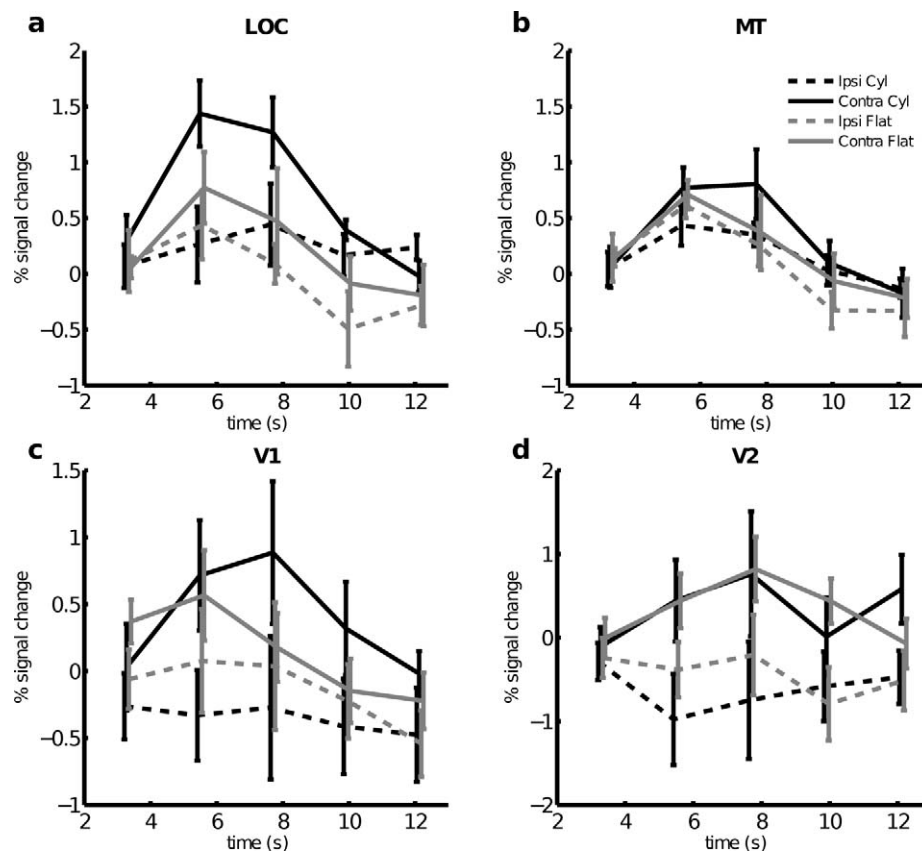 a
LOC
2
1.5
1
0.5
0
−0.5
−1
% signal change
2 4 6 8 10 12
time (s)
b
MT
2
1.5
1
0.5
0
−0.5
−1
% signal change
2 4 6 8 10 12
time (s)
Ipsi Cyl
Contra Cyl
Ipsi Flat
Contra Flat
c
V1
1.5
1
0.5
0
−0.5
−1
% signal change
2 4 6 8 10 12
time (s)
d
V2
2
1
0
−1
−2
% signal change
2 4 6 8 10 12
time (s)